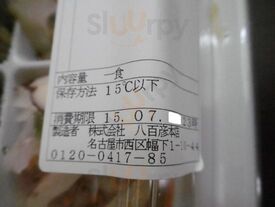 内容量 一食
保存方法 15℃以下
消費期限 15.07.
製造者 株式会社 八百彦本店
名古屋市西区幅下1-10-44
0120-0417-85